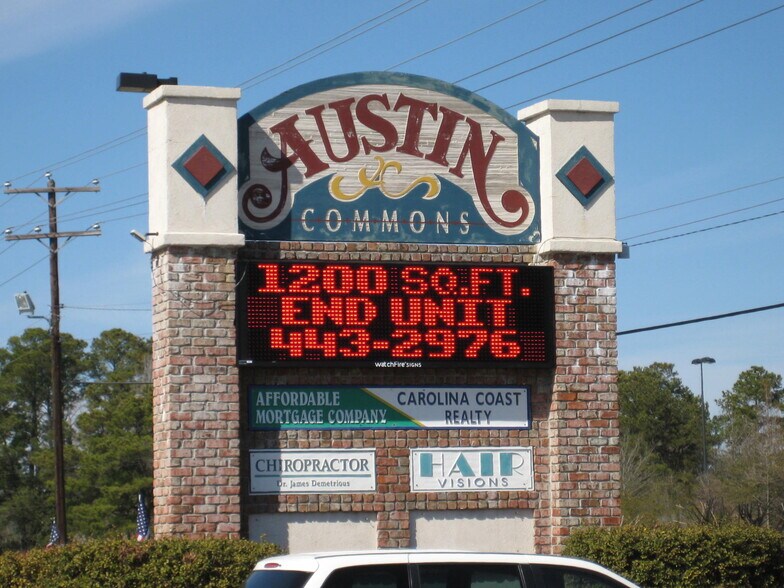 AUSTIN
COMMONS
1200 SQ.FT.
END UNIT
443-2976
watchFire SIGNS
AFFORDABLE
MORTGAGE COMPANY
CAROLINA COAST
REALTY
CHIROPRACTOR
Dr. James Demetrious
HAIR
VISIONS